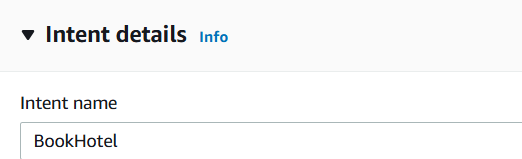 Intent details Info
Intent name
BookHotel